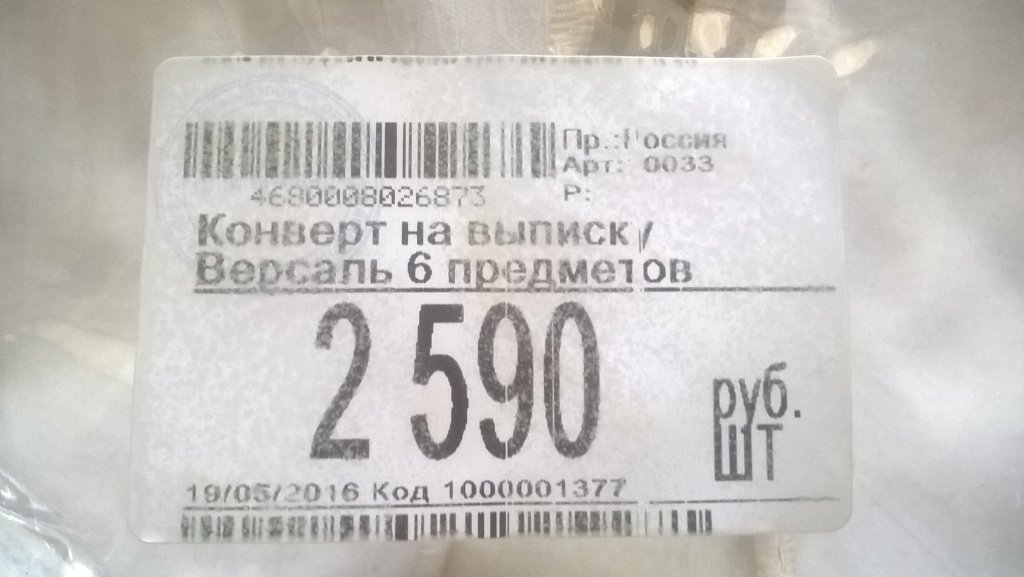 Пр.:Россия
Арт: 0033
4680008026873
Р:
Конверт на выписку
Версаль 6 предметов
2 590
руб.
шт
19/05/2016 Код 1000001377